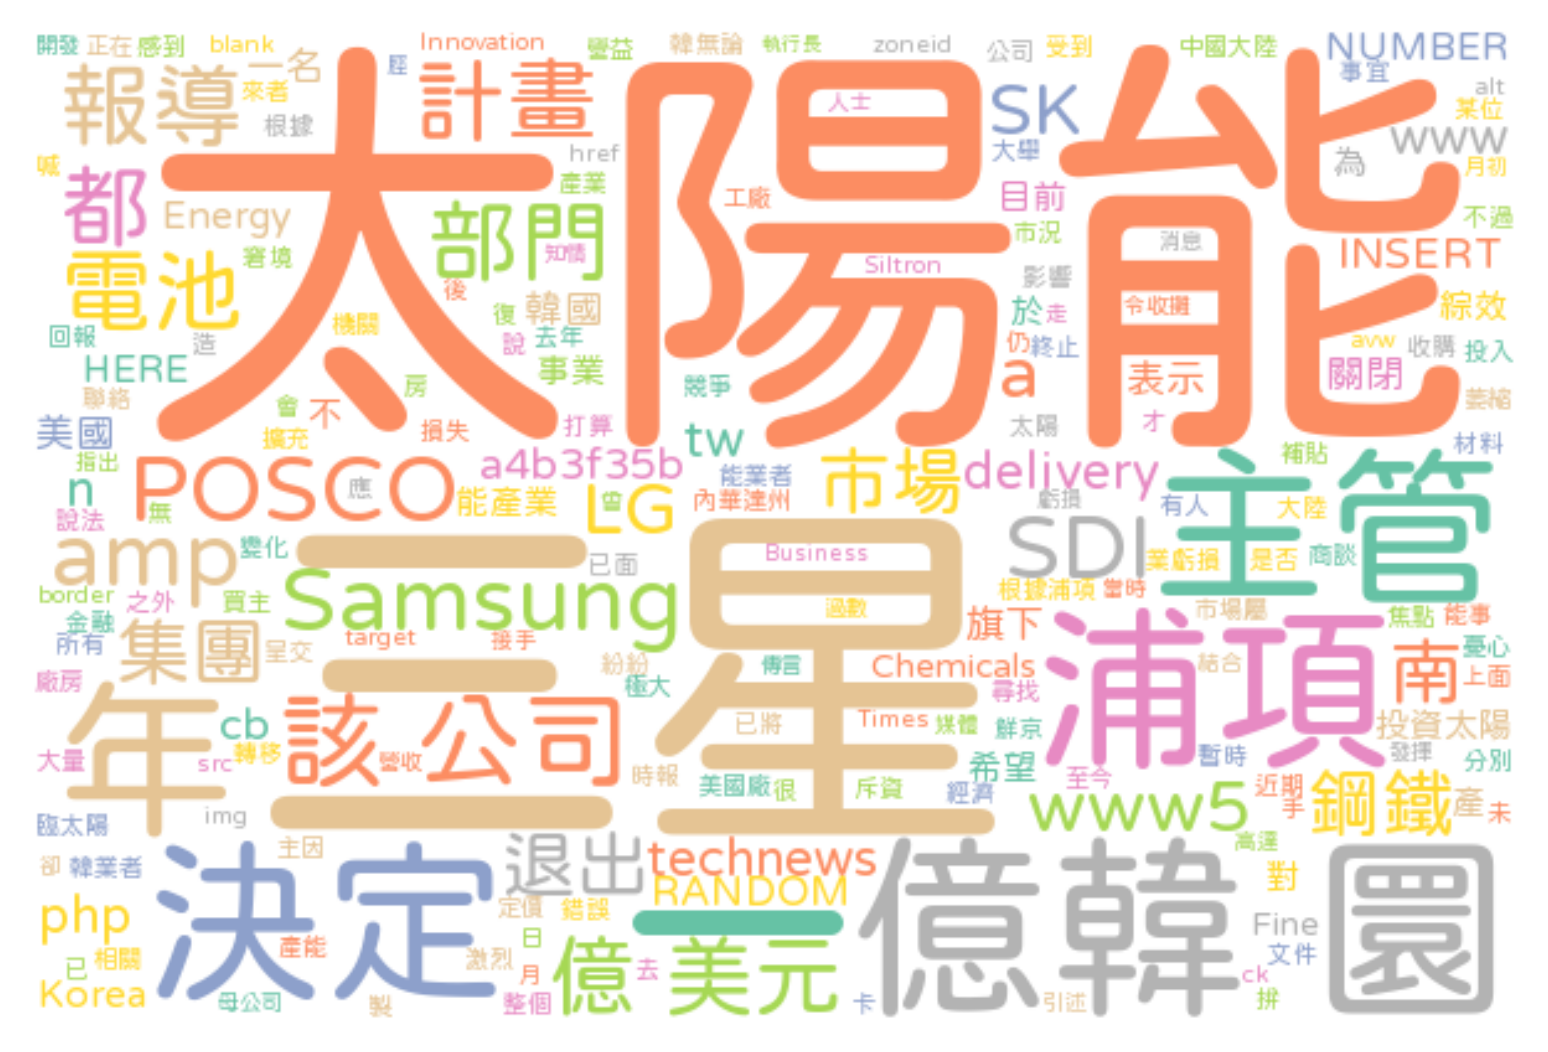 開發 正在 感到 blank 一名 Innovation 豐益 韓無論 執行長 zoneid 公司 受到 中國大陸 NUMBER
報導 來者 脛 計畫 人士 SK 事宜 alt
根據 太陽能 href 大舉 為 www 某位
喊 都 Energy 產業 工廠 目前 月初
電池 窘境 部門 知情 Siltron 市況 消息 INSERT 不過
後 韓國 影響 令收攤 綜效
回報 造 機關 復 說 去年 於 走 avw 收購 投入
HERE 事業 競爭 仍 終止 a 表示 關閉
聯絡 會 不 房 打算 太陽 才 萎縮
美國 擴充 損失 tw 材料
指出 POSCO a4b3f35b 能業者 市場 delivery 補貼 主管
n 應 能產業 LG 曾 內華達州 虧損 有人 大陸
說法 無 SDI
amp 變化 三星 已面 Business 業虧損 是否 商談
border 之外 買主 Samsung 過數 根據浦項 當時
金融 集團 target 接手 旗下 市場屬 焦點 能事
所有 呈交 紛紛 傳言 Chemicals 浦項 結合 南 憂心
廠房 極大 尋找 上面
年 cb 該公司 已將 Times 媒體 鮮京 投資太陽
大量 src 轉移 營收 時報 美國廠 很 斥資 希望 經濟 至今 暫時 發揮 分別
臨太陽 img www5 近期 手 鋼鐵 產 未
卻 韓業者 主因 決定 退出 technews 億韓圜 高達
php 定價 錯誤 RANDOM 對
產能 日 一 Fine
已 相關 激烈 月 億 去 美元 文件
Korea 母公司 製 整個 卡 引述 ck 拚